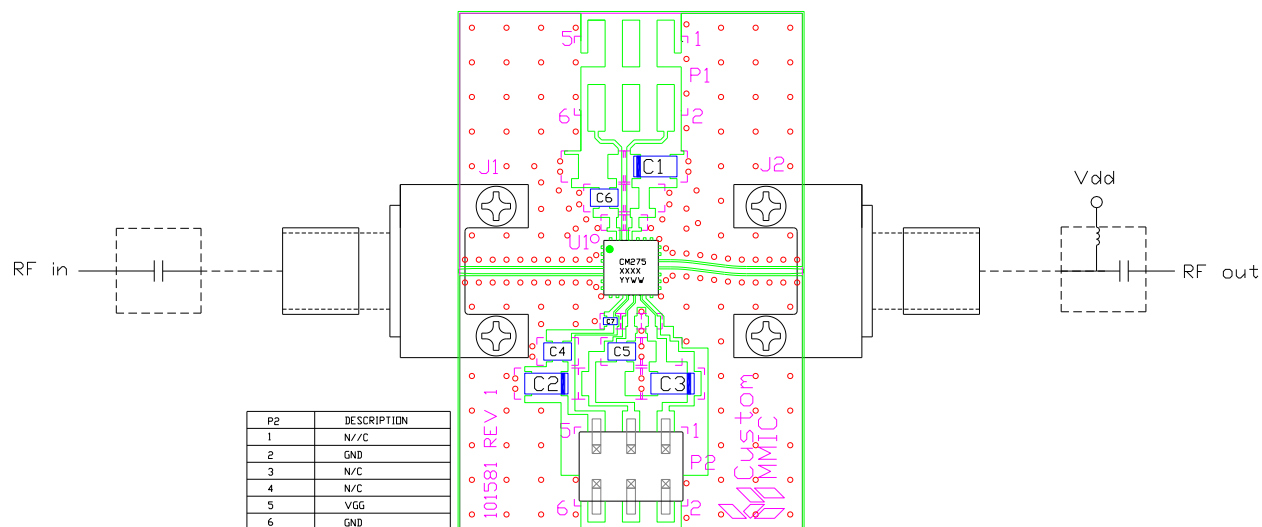 5 1
P1
6 2
J1
C1
J2
Vdd
C6
U1
CM275
XXXX
YYWW
RF in
RF out
C7
C4
C5
C2
C3
5 1
P2
6 2
101581 REV 1
Custom
MMIC
P2 DESCRIPTION
1 N//C
2 GND
3 N/C
4 N/C
5 VGG
6 GND